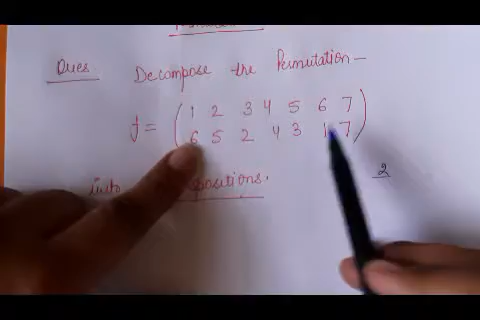 Ques Decompose the Permutation—
f = ( 1 2 3 4 5 6 7
6 5 2 4 3 1 7 )
into
2